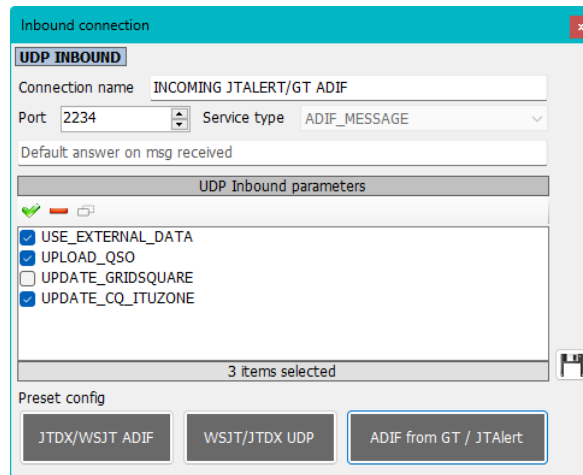 Inbound connection
UDP INBOUND
Connection name INCOMING JTALERT/GT ADIF
Port 2234 Service type ADIF_MESSAGE
Default answer on msg received
UDP Inbound parameters
USE_EXTERNAL_DATA
UPLOAD_QSO
UPDATE_GRIDSQUARE
UPDATE_CQ_ITUZONE
3 items selected
Preset config
JTDX/WSJT ADIF WSJT/JTDX UDP ADIF from GT / JTAlert